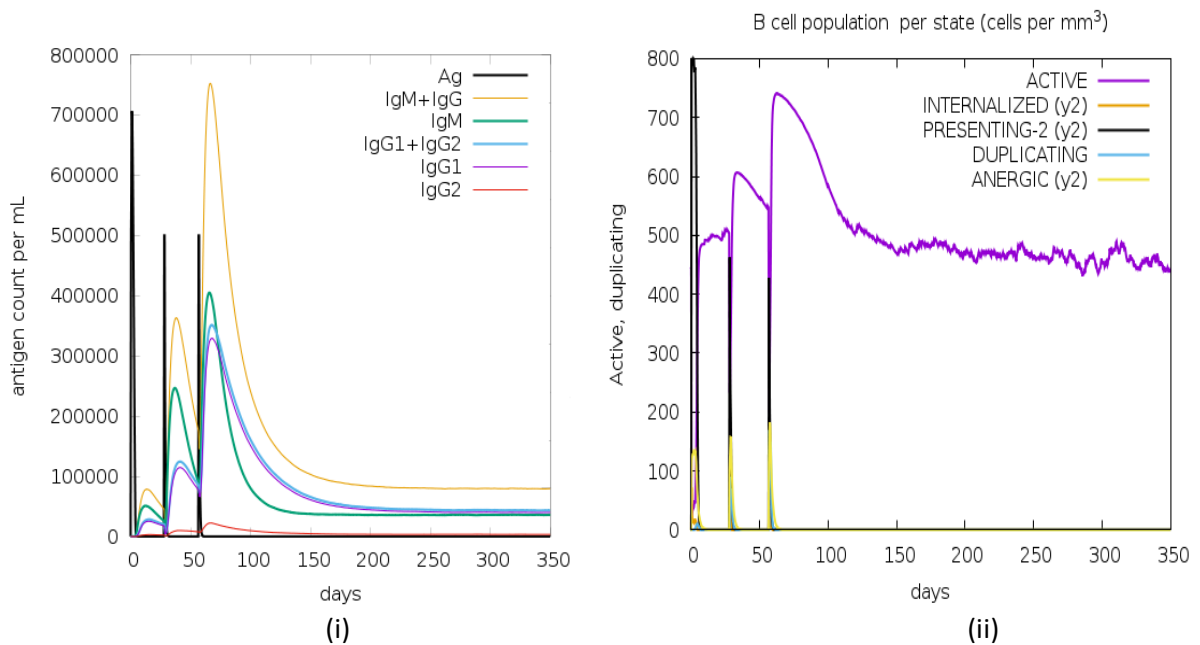 800000
700000
600000
500000
400000
300000
200000
100000
0
antigen count per mL
Ag
IgM+IgG
IgM
IgG1+IgG2
IgG1
IgG2
0 50 100 150 200 250 300 350
days
(i)
B cell population per state (cells per mm³)
800
700
600
500
400
300
200
100
0
Active, duplicating
ACTIVE
INTERNALIZED (y2)
PRESENTING-2 (y2)
DUPLICATING
ANERGIC (y2)
0 50 100 150 200 250 300 350
days
(ii)